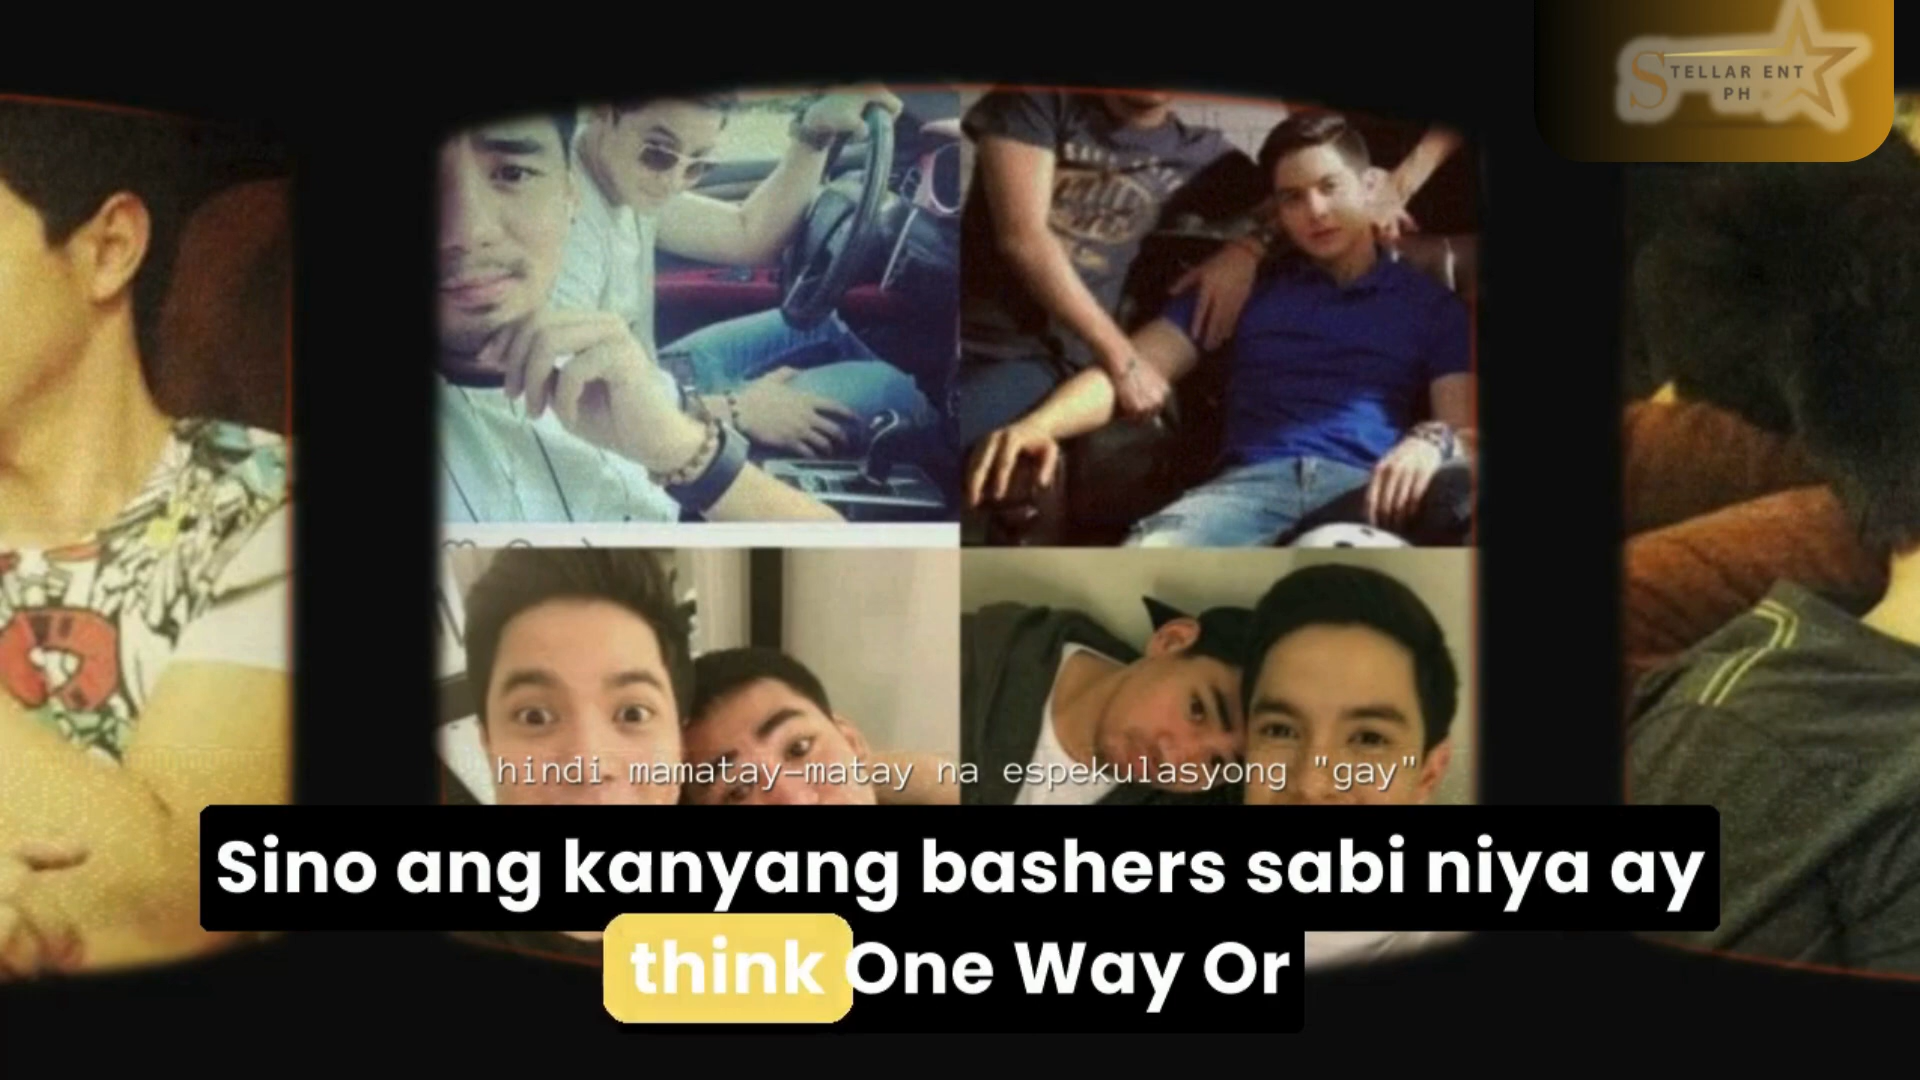 STELLAR ENT
PH
hindi mamatay-matay na espekulasyong "gay"
Sino ang kanyang bashers sabi niya ay
think One Way Or